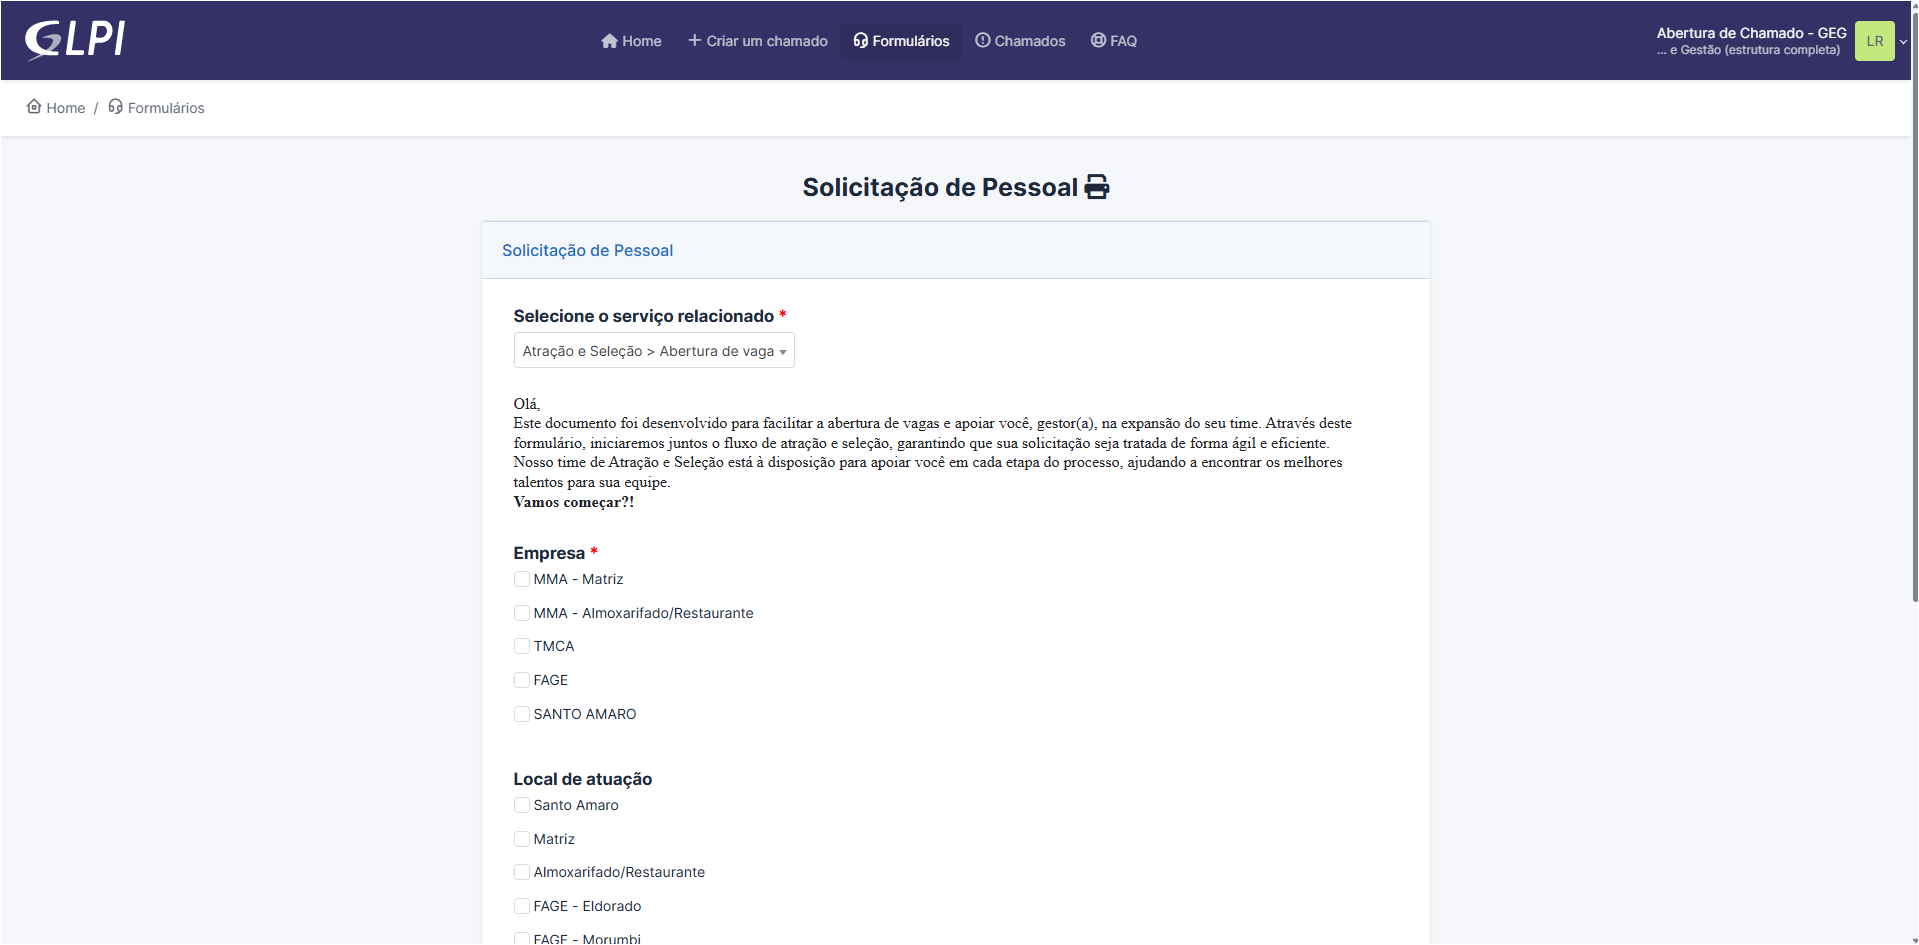 GLPI
Home
Criar um chamado
Formulários
Chamados
FAQ
Abertura de Chamado - GEG
... e Gestão (estrutura completa)
LR
Home / Formulários
Solicitação de Pessoal
Solicitação de Pessoal
Selecione o serviço relacionado *
Atração e Seleção > Abertura de vaga
Olá,
Este documento foi desenvolvido para facilitar a abertura de vagas e apoiar você, gestor(a), na expansão do seu time. Através deste
formulário, iniciaremos juntos o fluxo de atração e seleção, garantindo que sua solicitação seja tratada de forma ágil e eficiente.
Nosso time de Atração e Seleção está à disposição para apoiar você em cada etapa do processo, ajudando a encontrar os melhores
talentos para sua equipe.
Vamos começar?!
Empresa *
MMA - Matriz
MMA - Almoxarifado/Restaurante
TMCA
FAGE
SANTO AMARO
Local de atuação
Santo Amaro
Matriz
Almoxarifado/Restaurante
FAGE - Eldorado
FAGE - Morumbi